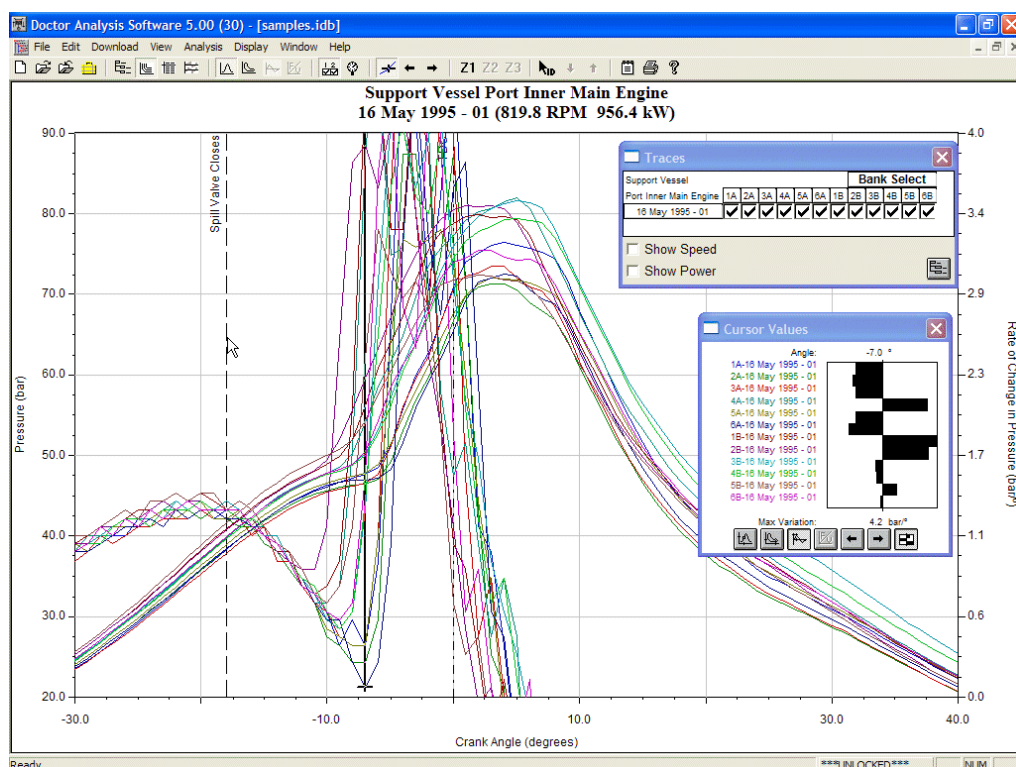 Doctor Analysis Software 5.00 (30) - [samples.idb]
File Edit Download View Analysis Display Window Help
Z1 Z2 Z3 ID
Support Vessel Port Inner Main Engine
16 May 1995 - 01 (819.8 RPM 956.4 kW)
90.0
80.0
70.0
60.0
50.0
40.0
30.0
20.0
Pressure (bar)
Spill Valve Closes
-30.0 -10.0 10.0 30.0 40.0
Crank Angle (degrees)
4.0
3.4
2.9
2.3
1.7
1.1
0.6
0.0
Rate of Change in Pressure (bar/°)
Traces
Support Vessel Bank Select
Port Inner Main Engine 1A 2A 3A 4A 5A 6A 1B 2B 3B 4B 5B 6B
16 May 1995 - 01
Show Speed
Show Power
Cursor Values
Angle: -7.0 °
1A-16 May 1995 - 01
2A-16 May 1995 - 01
3A-16 May 1995 - 01
4A-16 May 1995 - 01
5A-16 May 1995 - 01
6A-16 May 1995 - 01
1B-16 May 1995 - 01
2B-16 May 1995 - 01
3B-16 May 1995 - 01
4B-16 May 1995 - 01
5B-16 May 1995 - 01
6B-16 May 1995 - 01
Max Variation: 4.2 bar/°
Ready ***UNLOCKED*** NUM